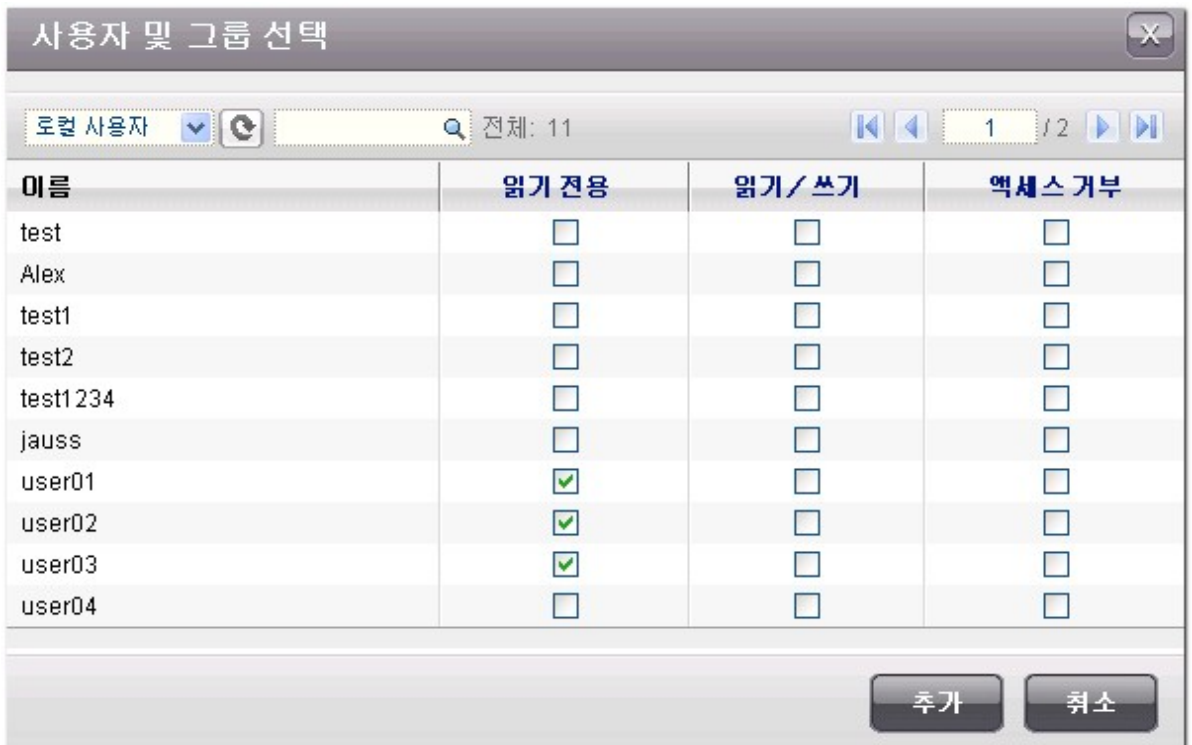 사용자 및 그룹 선택
로컬 사용자 전체: 11 1 / 2
이름 읽기 전용 읽기/쓰기 액세스 거부
test
Alex
test1
test2
test1234
jauss
user01
user02
user03
user04
추가 취소